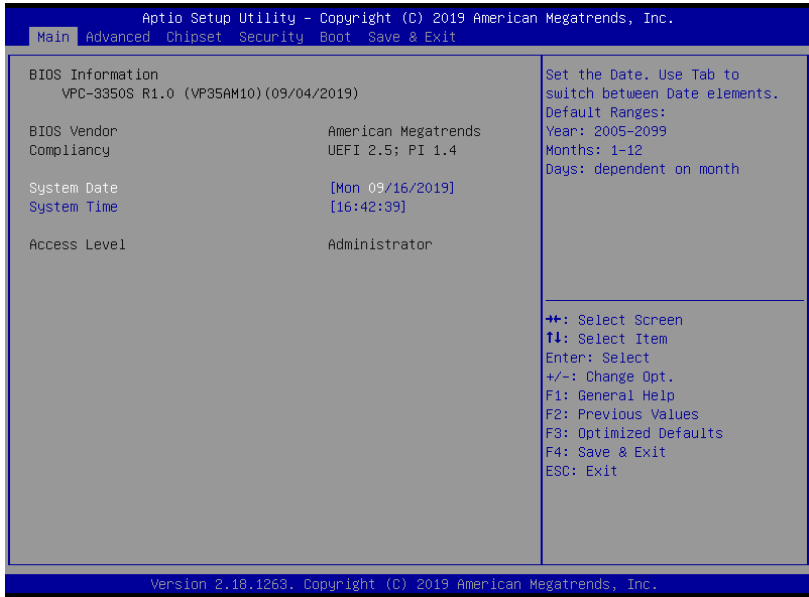 Aptio Setup Utility – Copyright (C) 2019 American Megatrends, Inc.
Main Advanced Chipset Security Boot Save & Exit
BIOS Information
VPC-3350S R1.0 (VP35AM10)(09/04/2019)
BIOS Vendor American Megatrends
Compliancy UEFI 2.5; PI 1.4
System Date [Mon 09/16/2019]
System Time [16:42:39]
Access Level Administrator
Set the Date. Use Tab to
switch between Date elements.
Default Ranges:
Year: 2005-2099
Months: 1-12
Days: dependent on month
→←: Select Screen
↑↓: Select Item
Enter: Select
+/-: Change Opt.
F1: General Help
F2: Previous Values
F3: Optimized Defaults
F4: Save & Exit
ESC: Exit
Version 2.18.1263. Copyright (C) 2019 American Megatrends, Inc.